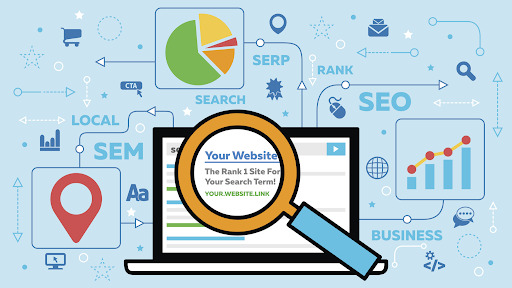 SERP
RANK
CTA
SEARCH
SEO
LOCAL
SEM
Your Website
The Rank 1 Site For
Your Search Term!
YOUR.WEBSITE.LINK
Aa
BUSINESS